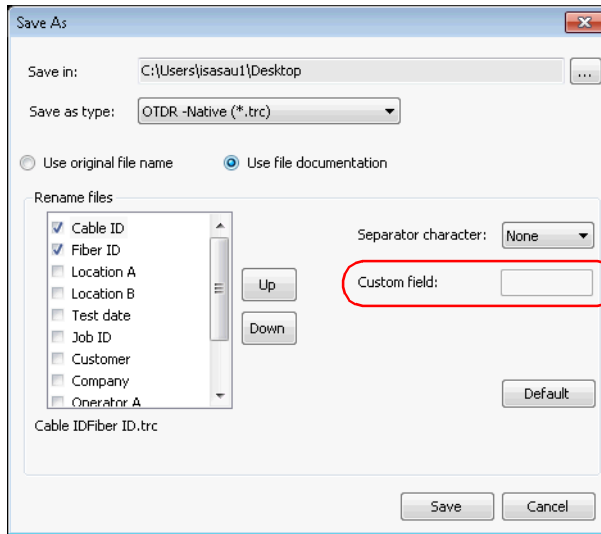 Save As
Save in:
C:\Users\isasau1\Desktop
...
Save as type:
OTDR -Native (*.trc)
Use original file name
Use file documentation
Rename files
Cable ID
Fiber ID
Location A
Location B
Test date
Job ID
Customer
Company
Operator A
Up
Down
Separator character:
None
Custom field:
Default
Cable IDFiber ID.trc
Save
Cancel